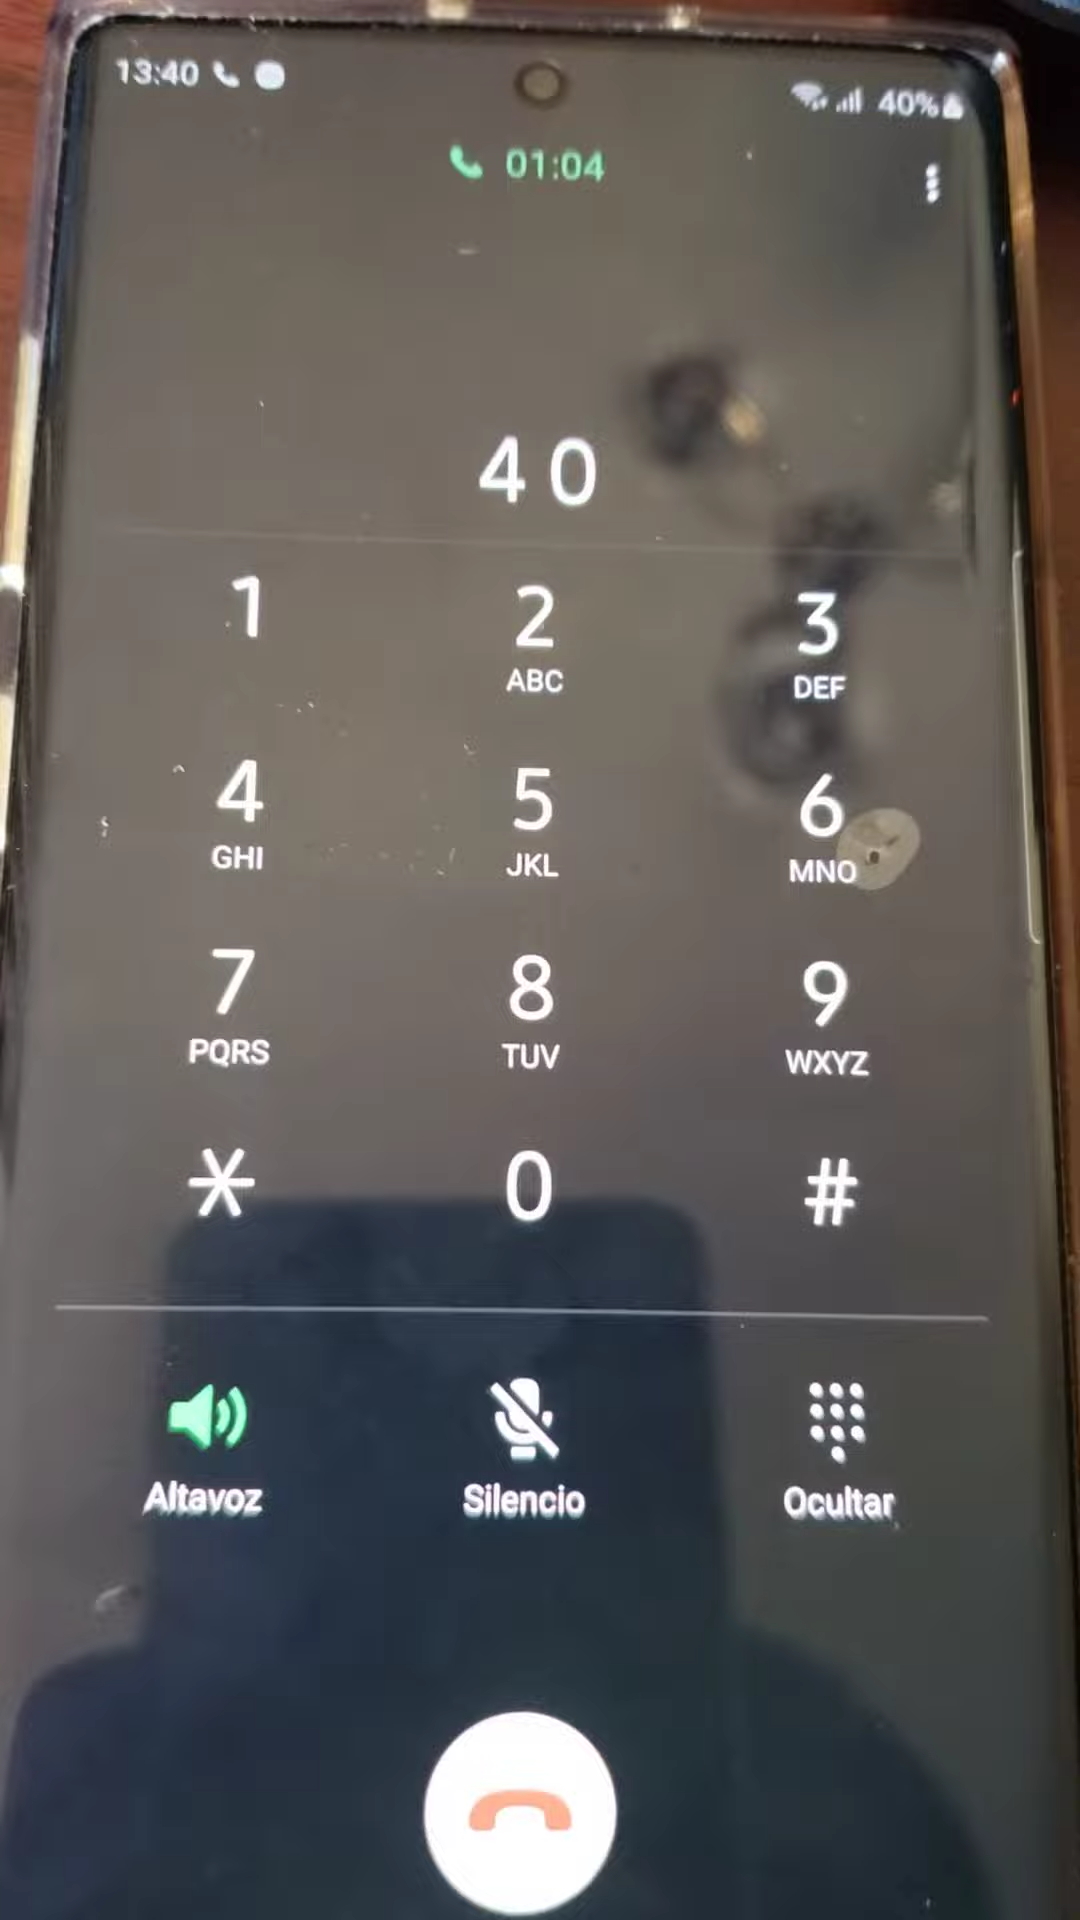 13:40 40%
01:04
40
1 2 3
ABC DEF
4 5 6
GHI JKL MNO
7 8 9
PQRS TUV WXYZ
* 0 #
Altavoz Silencio Ocultar